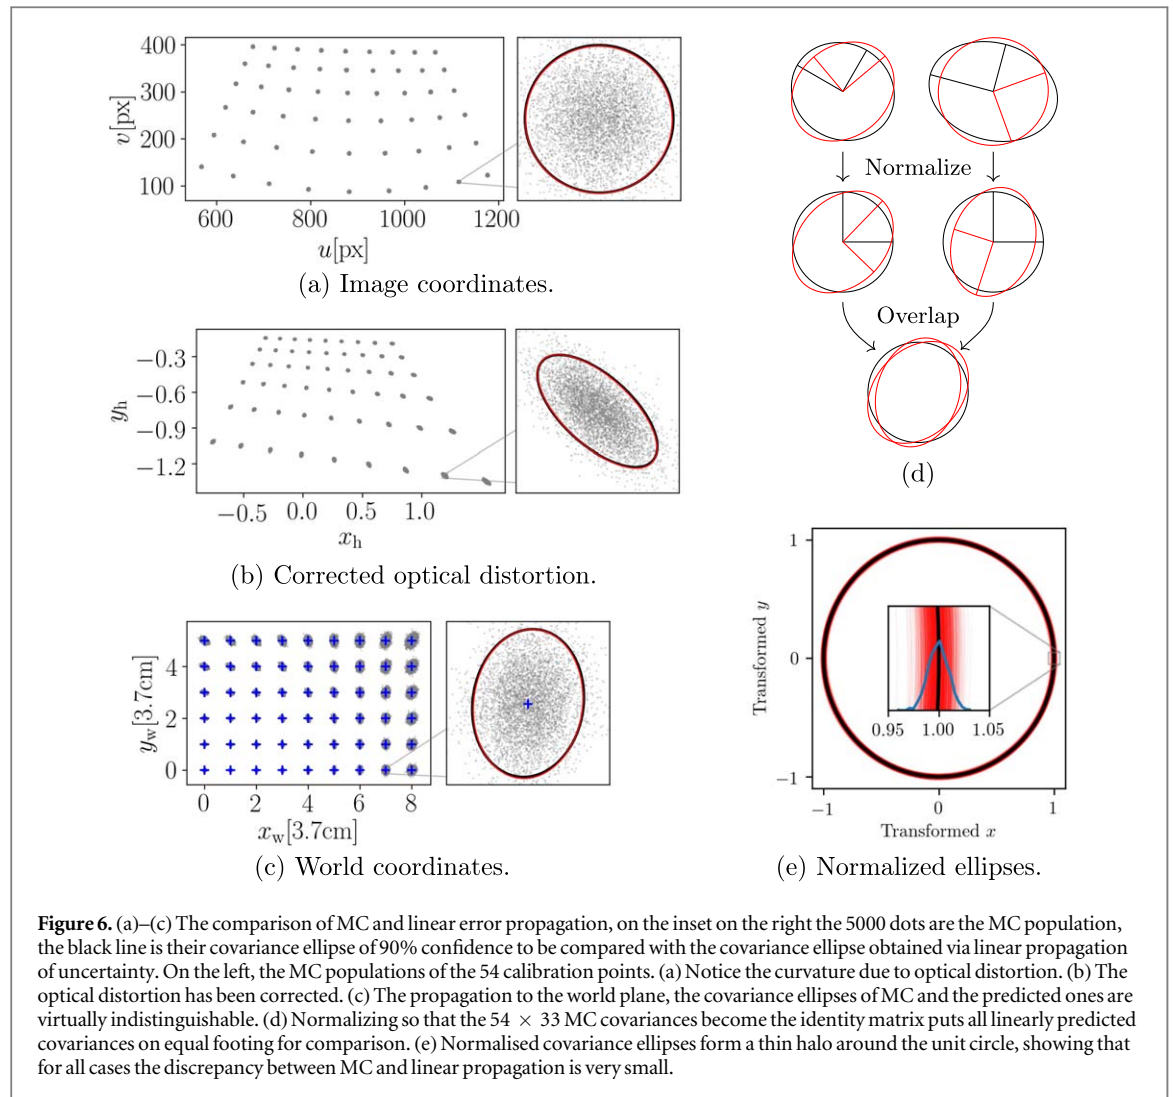 400
300
200
100
v[px]
600 800 1000 1200
u[px]
(a) Image coordinates.
−0.3
−0.6
−0.9
−1.2
yh
−0.5 0.0 0.5 1.0
xh
(b) Corrected optical distortion.
4
2
0
yw[3.7cm]
0 2 4 6 8
xw[3.7cm]
(c) World coordinates.
Normalize
Overlap
(d)
1
0
−1
Transformed y
0.95 1.00 1.05
−1 0 1
Transformed x
(e) Normalized ellipses.
Figure 6. (a)–(c) The comparison of MC and linear error propagation, on the inset on the right the 5000 dots are the MC population,
the black line is their covariance ellipse of 90% confidence to be compared with the covariance ellipse obtained via linear propagation
of uncertainty. On the left, the MC populations of the 54 calibration points. (a) Notice the curvature due to optical distortion. (b) The
optical distortion has been corrected. (c) The propagation to the world plane, the covariance ellipses of MC and the predicted ones are
virtually indistinguishable. (d) Normalizing so that the 54 × 33 MC covariances become the identity matrix puts all linearly predicted
covariances on equal footing for comparison. (e) Normalised covariance ellipses form a thin halo around the unit circle, showing that
for all cases the discrepancy between MC and linear propagation is very small.